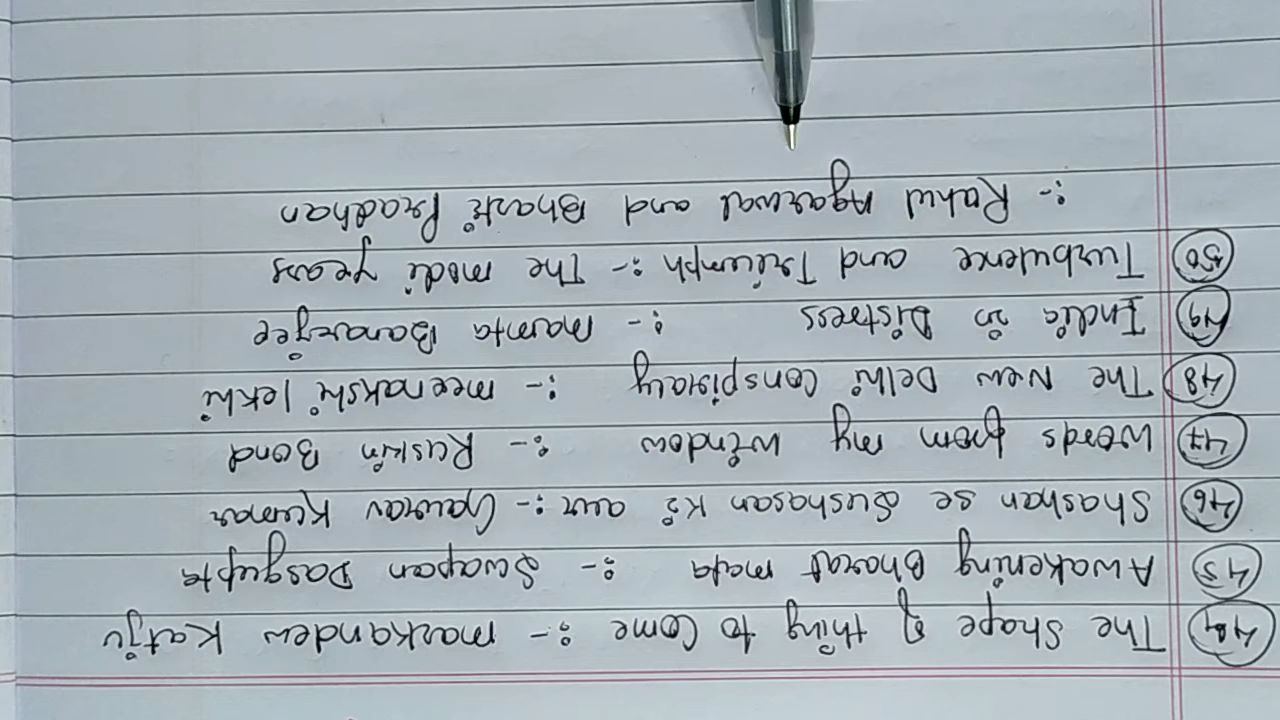 44 The Shape of thing to Come :- markandew Katju
45 Awakening Bharat mata :- Swapan Dasgupta
46 Shashan se Sushasan ki aur :- Gaurav Kumar
47 Words from my window :- Ruskin Bond
48 The New Delhi Conspiracy :- meenakshi lekhi
49 India in Distress :- mamta Banarjee
50 Turbulence and Triumph :- The modi years
:- Rahul Agarwal and Bharti Pradhan